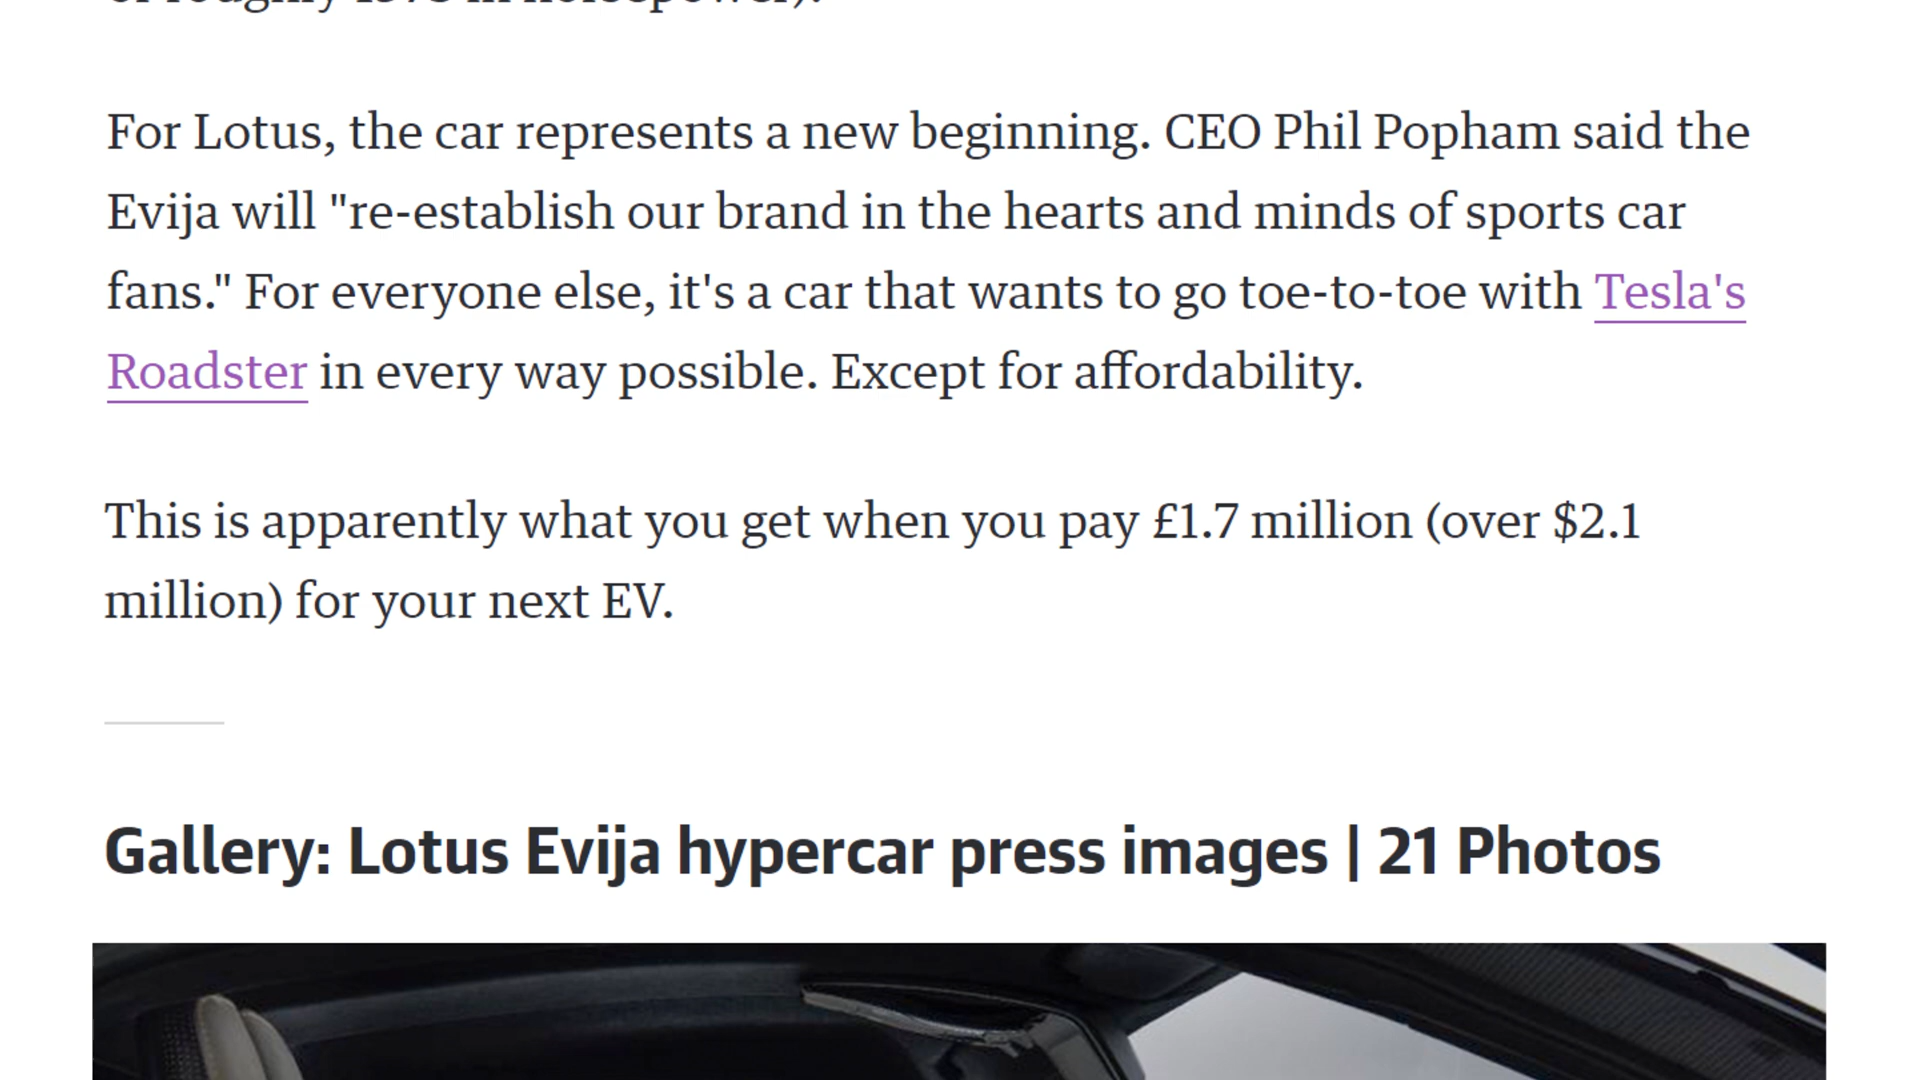 For Lotus, the car represents a new beginning. CEO Phil Popham said the
Evija will "re-establish our brand in the hearts and minds of sports car
fans." For everyone else, it's a car that wants to go toe-to-toe with Tesla's
Roadster in every way possible. Except for affordability.
This is apparently what you get when you pay £1.7 million (over $2.1
million) for your next EV.
Gallery: Lotus Evija hypercar press images | 21 Photos